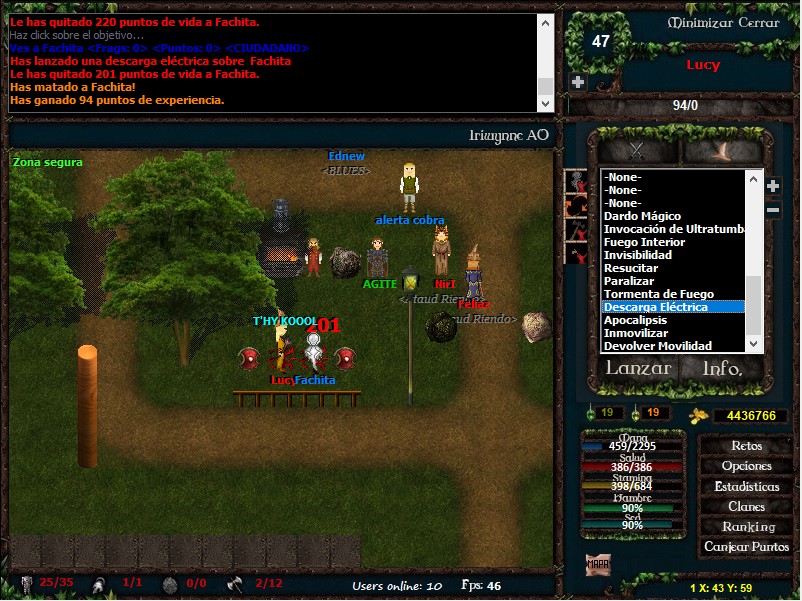 Le has quitado 220 puntos de vida a Fachita.
Haz click sobre el objetivo...
Ves a Fachita <Frags: 0> <Puntos: 0> <CIUDADANO>
Has lanzado una descarga eléctrica sobre Fachita
Le has quitado 201 puntos de vida a Fachita.
Has matado a Fachita!
Has ganado 94 puntos de experiencia.
47
Minimizar Cerrar
Lucy
94/0
Iriwynne AO
Zona segura
Ednew
<BLUES>
alerta cobra
AGITE
NirI
Peliaz
ud Riendo>
T'HY KOOOL
201
Lucy
Fachita
-None-
-None-
-None-
Dardo Mágico
Invocación de Ultratumba
Fuego Interior
Invisibilidad
Resucitar
Paralizar
Tormenta de Fuego
Descarga Eléctrica
Apocalipsis
Inmovilizar
Devolver Movilidad
Lanzar
Info.
19
19
4436766
Mana
459/2295
Salud
386/386
Stamina
398/684
Hambre
90%
Sed
90%
Retos
Opciones
Estadisticas
Clanes
Ranking
Canjear Puntos
MAPA
25/35
1/1
0/0
2/12
Users online: 10
Fps: 46
1 X: 43 Y: 59